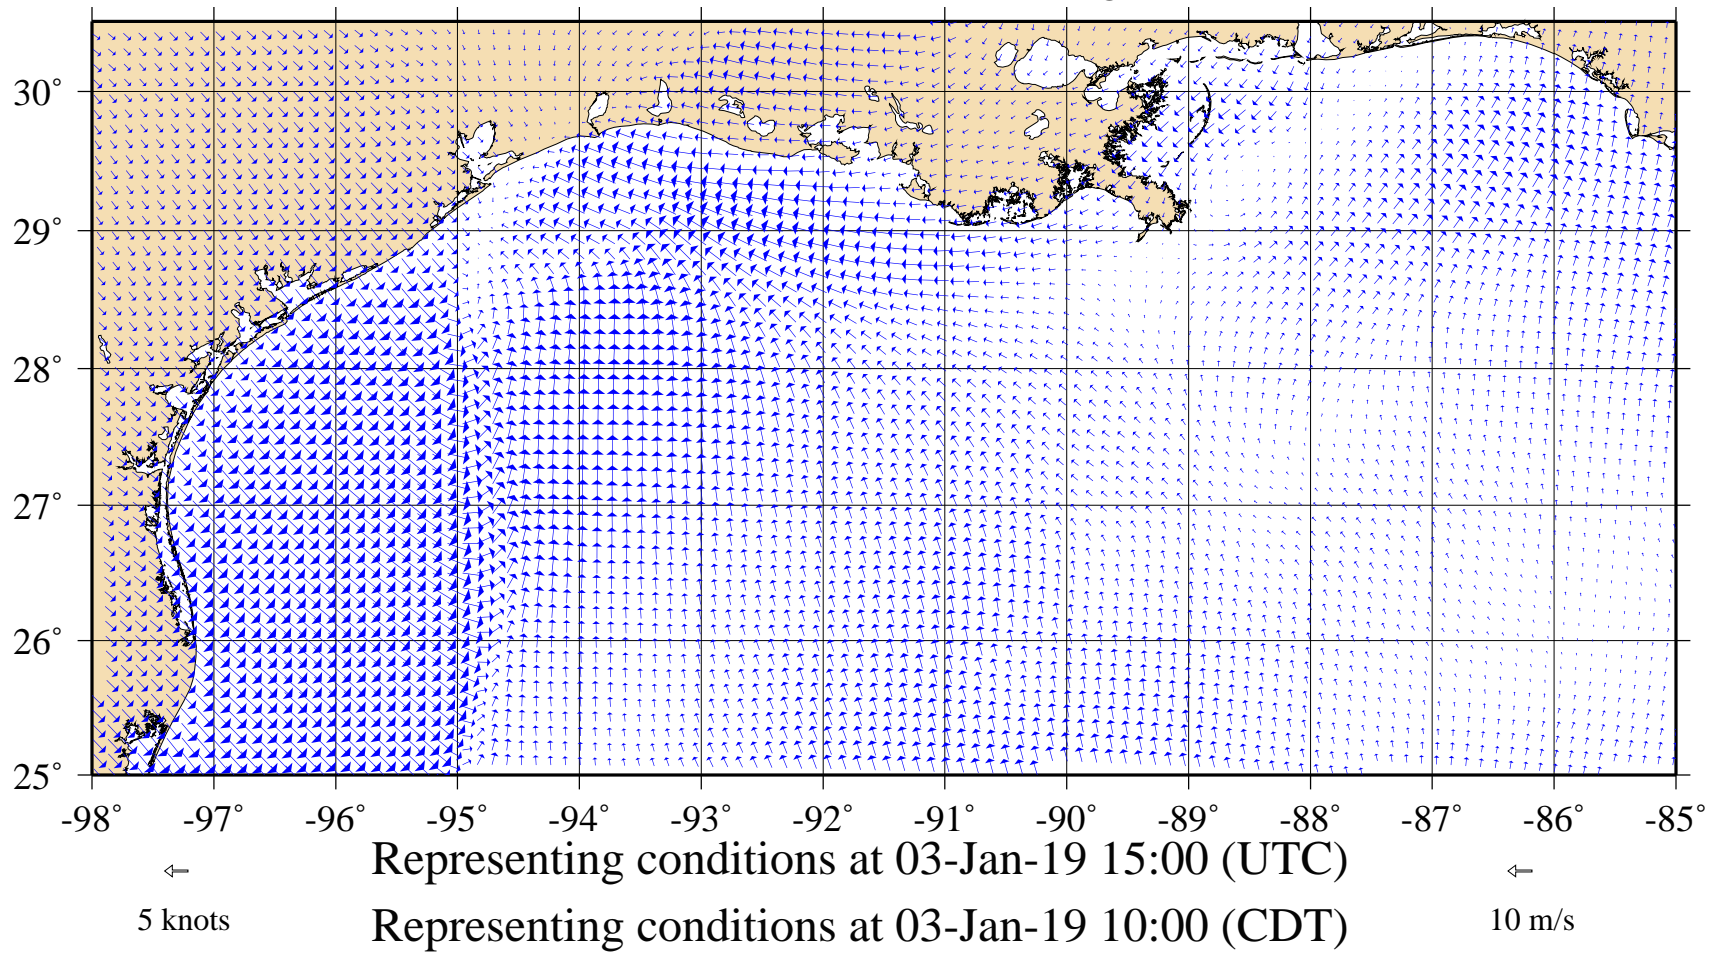 30°
29°
28°
27°
26°
25°
-98° -97° -96° -95° -94° -93° -92° -91° -90° -89° -88° -87° -86° -85°
Representing conditions at 03-Jan-19 15:00 (UTC)
5 knots
10 m/s
Representing conditions at 03-Jan-19 10:00 (CDT)